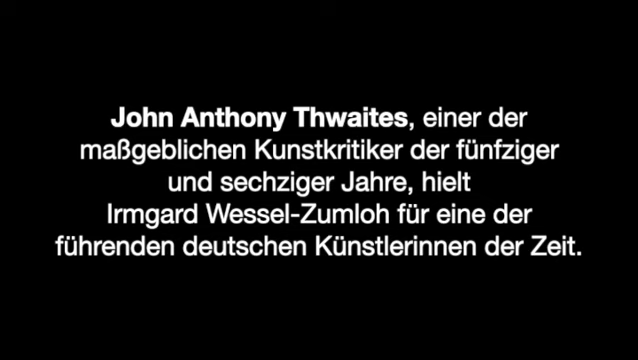 John Anthony Thwaites, einer der
maßgeblichen Kunstkritiker der fünfziger
und sechziger Jahre, hielt
Irmgard Wessel-Zumloh für eine der
führenden deutschen Künstlerinnen der Zeit.